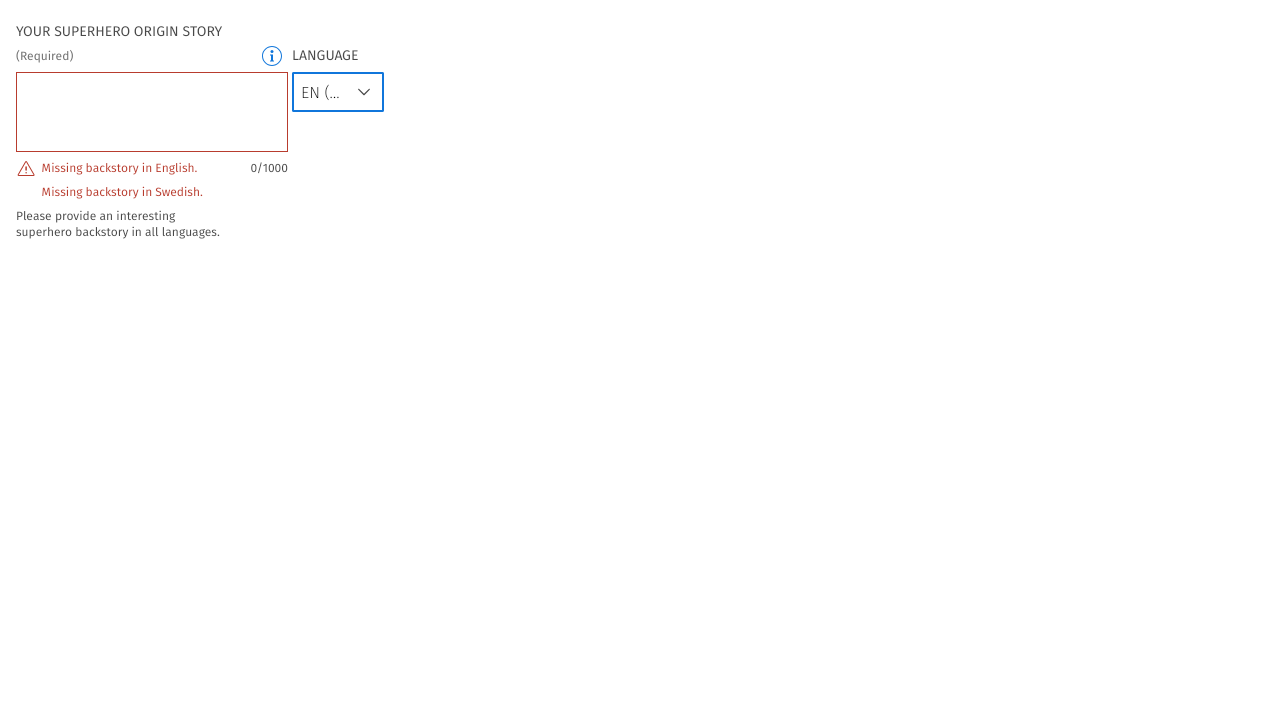 YOUR SUPERHERO ORIGIN STORY
(Required)
LANGUAGE
EN (...
Missing backstory in English.
0/1000
Missing backstory in Swedish.
Please provide an interesting
superhero backstory in all languages.